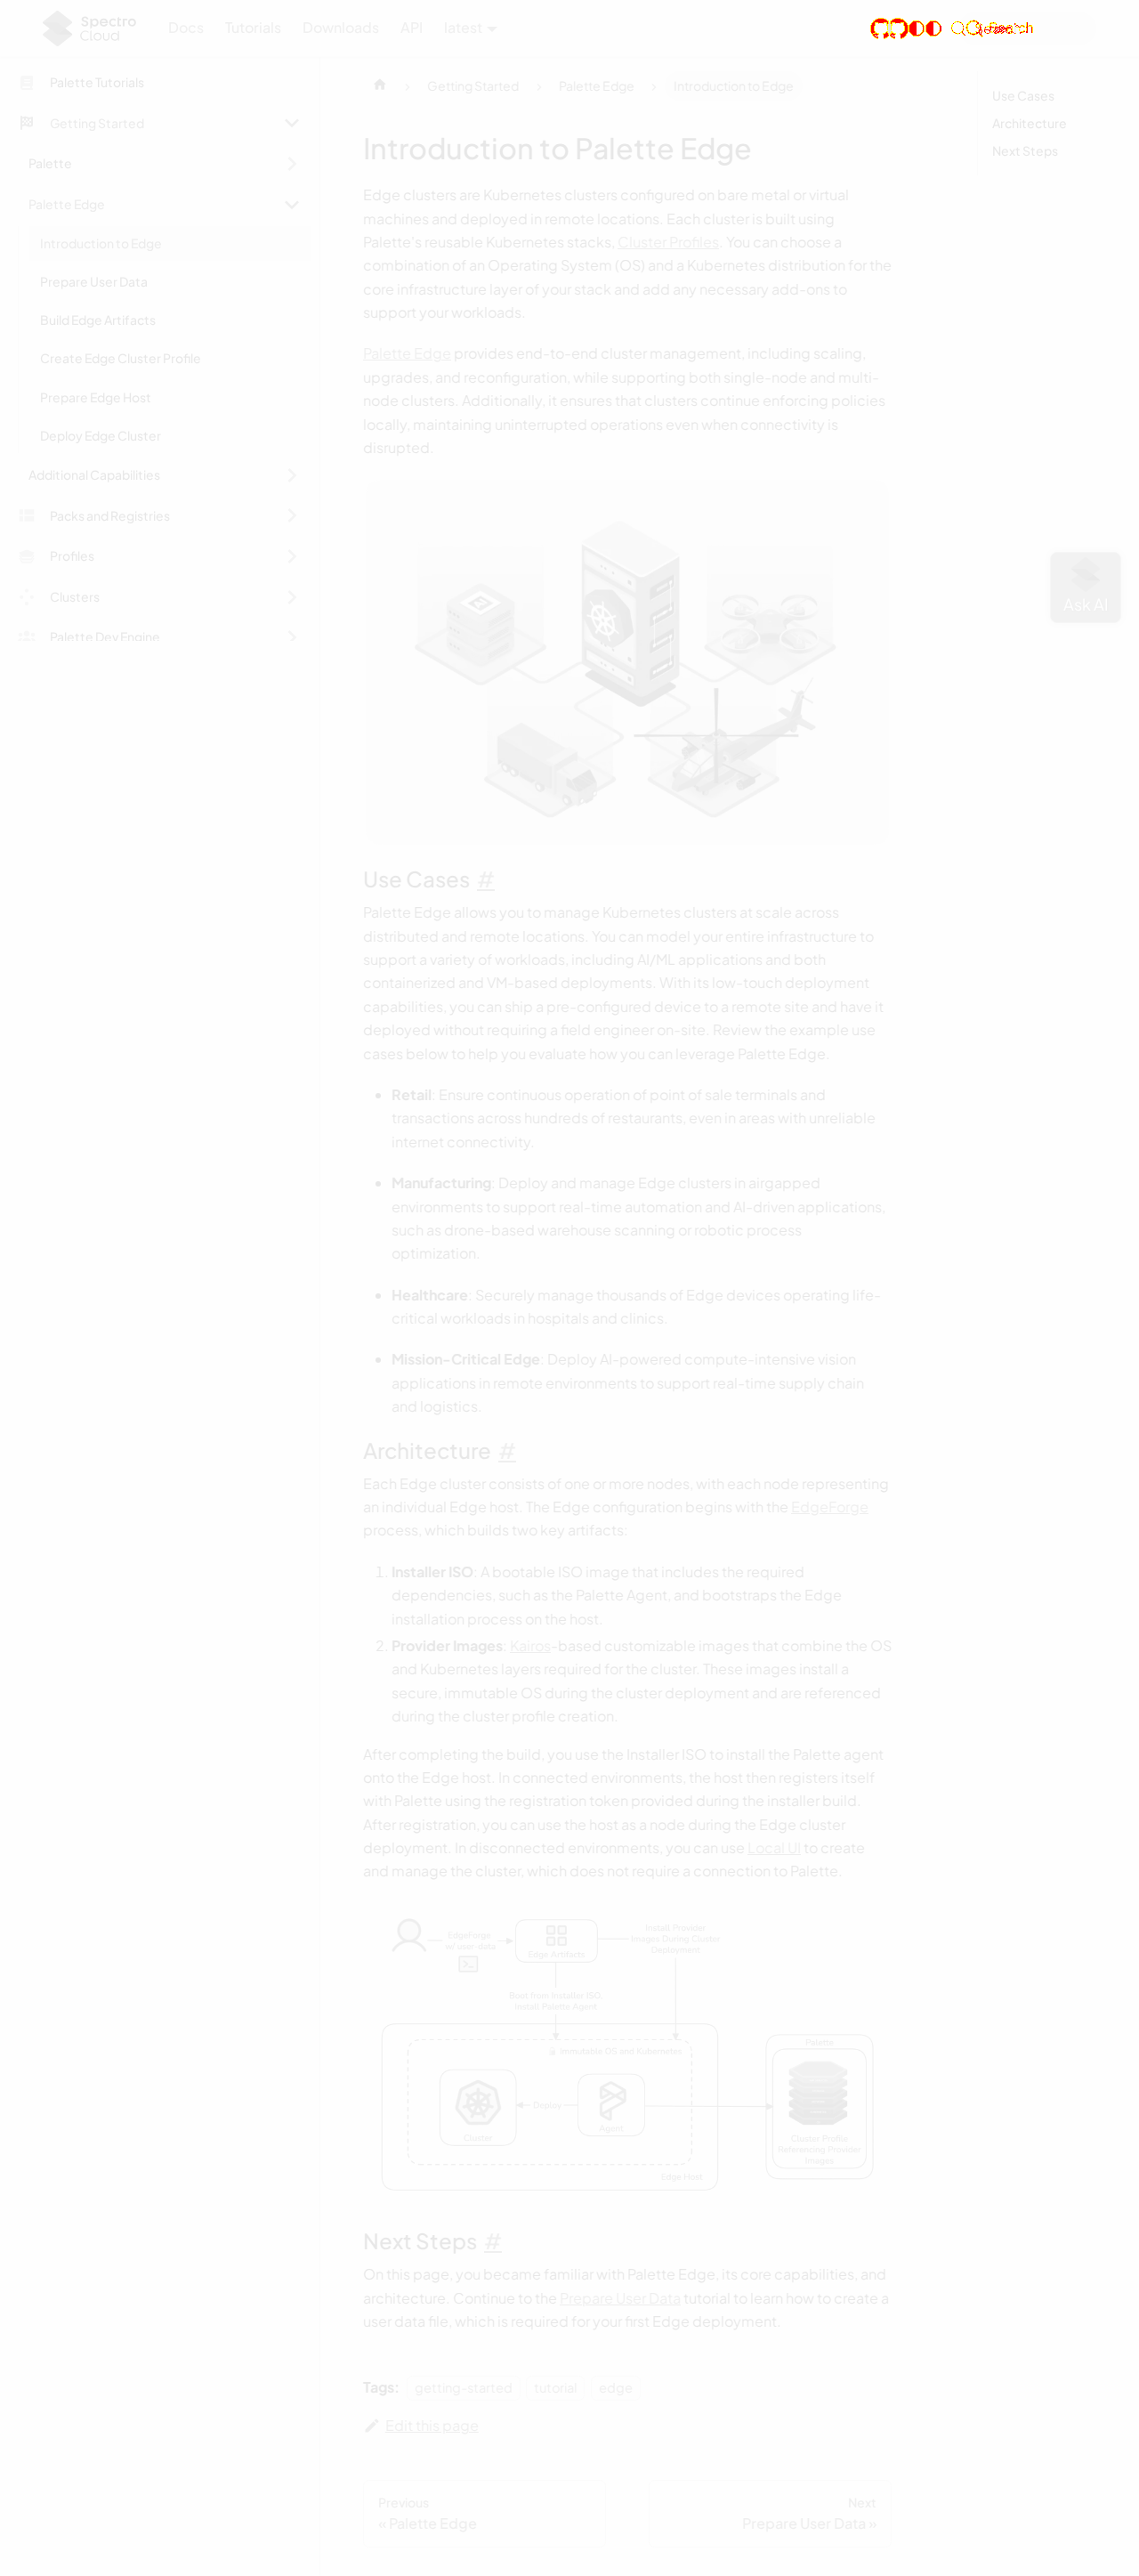 Spectro
Cloud
Docs
Tutorials
Downloads
API
latest
Palette Tutorials
Getting Started
Palette
Palette Edge
Introduction to Edge
Prepare User Data
Build Edge Artifacts
Create Edge Cluster Profile
Prepare Edge Host
Deploy Edge Cluster
Additional Capabilities
Packs and Registries
Profiles
Clusters
Palette Dev Engine
Getting Started
Palette Edge
Introduction to Edge
Introduction to Palette Edge
Edge clusters are Kubernetes clusters configured on bare metal or virtual
machines and deployed in remote locations. Each cluster is built using
Palette's reusable Kubernetes stacks, Cluster Profiles. You can choose a
combination of an Operating System (OS) and a Kubernetes distribution for the
core infrastructure layer of your stack and add any necessary add-ons to
support your workloads.
Palette Edge provides end-to-end cluster management, including scaling,
upgrades, and reconfiguration, while supporting both single-node and multi-
node clusters. Additionally, it ensures that clusters continue enforcing policies
locally, maintaining uninterrupted operations even when connectivity is
disrupted.
Use Cases #
Palette Edge allows you to manage Kubernetes clusters at scale across
distributed and remote locations. You can model your entire infrastructure to
support a variety of workloads, including AI/ML applications and both
containerized and VM-based deployments. With its low-touch deployment
capabilities, you can ship a pre-configured device to a remote site and have it
deployed without requiring a field engineer on-site. Review the example use
cases below to help you evaluate how you can leverage Palette Edge.
• Retail: Ensure continuous operation of point of sale terminals and
transactions across hundreds of restaurants, even in areas with unreliable
internet connectivity.
• Manufacturing: Deploy and manage Edge clusters in airgapped
environments to support real-time automation and AI-driven applications,
such as drone-based warehouse scanning or robotic process
optimization.
• Healthcare: Securely manage thousands of Edge devices operating life-
critical workloads in hospitals and clinics.
• Mission-Critical Edge: Deploy AI-powered compute-intensive vision
applications in remote environments to support real-time supply chain
and logistics.
Architecture #
Each Edge cluster consists of one or more nodes, with each node representing
an individual Edge host. The Edge configuration begins with the EdgeForge
process, which builds two key artifacts:
1. Installer ISO: A bootable ISO image that includes the required
dependencies, such as the Palette Agent, and bootstraps the Edge
installation process on the host.
2. Provider Images: Kairos-based customizable images that combine the OS
and Kubernetes layers required for the cluster. These images install a
secure, immutable OS during the cluster deployment and are referenced
during the cluster profile creation.
After completing the build, you use the Installer ISO to install the Palette agent
onto the Edge host. In connected environments, the host then registers itself
with Palette using the registration token provided during the installer build.
After registration, you can use the host as a node during the Edge cluster
deployment. In disconnected environments, you can use Local UI to create
and manage the cluster, which does not require a connection to Palette.
EdgeForge
w/ user-data
Edge Artifacts
Install Provider
Images During Cluster
Deployment
Boot from Installer ISO
Install Palette Agent
Immutable OS and Kubernetes
Cluster
Deploy
Agent
Edge Host
Palette
Cluster Profile
Referencing Provider
Images
Next Steps #
On this page, you became familiar with Palette Edge, its core capabilities, and
architecture. Continue to the Prepare User Data tutorial to learn how to create a
user data file, which is required for your first Edge deployment.
Tags:
getting-started
tutorial
edge
Edit this page
Previous
« Palette Edge
Next
Prepare User Data »
Use Cases
Architecture
Next Steps
Ask AI